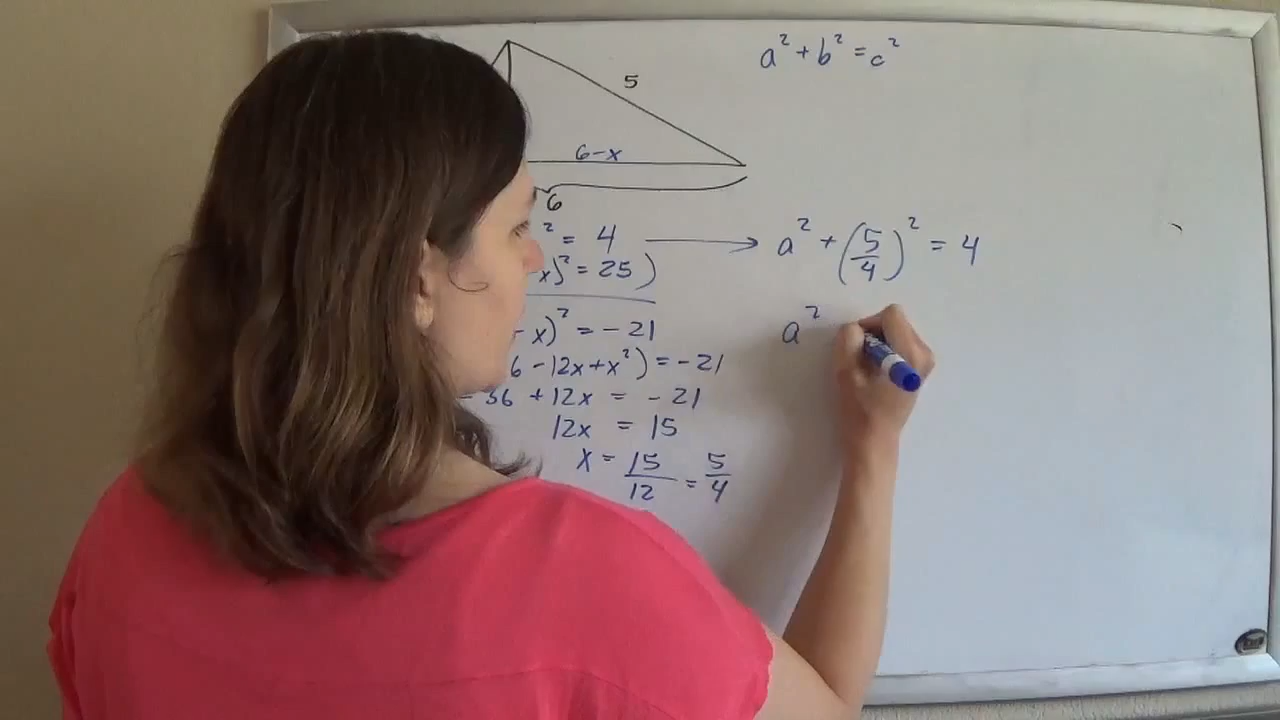 a² + b² = c²
5
6-x
6
² = 4
x)² = 25)
a² + (5/4)² = 4
- x)² = -21
a²
6 - 12x + x²) = -21
- 36 + 12x = -21
12x = 15
x = 15/12 = 5/4